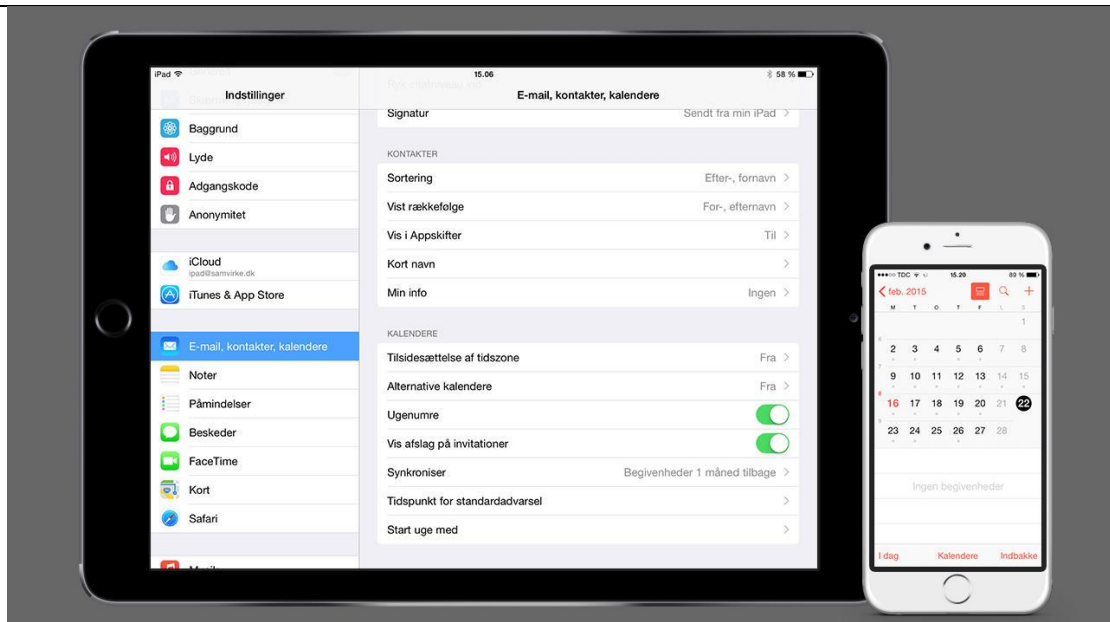 iPad 15.06 58 %
Indstillinger
Baggrund
Lyde
Adgangskode
Anonymitet
iCloud
ipad@samvirke.dk
iTunes & App Store
E-mail, kontakter, kalendere
Noter
Påmindelser
Beskeder
FaceTime
Kort
Safari
E-mail, kontakter, kalendere
Signatur Sendt fra min iPad
KONTAKTER
Sortering Efter-, fornavn
Vist rækkefølge For-, efternavn
Vis i Appskifter Til
Kort navn
Min info Ingen
KALENDERE
Tilsidesættelse af tidszone Fra
Alternative kalendere Fra
Ugenumre
Vis afslag på invitationer
Synkroniser Begivenheder 1 måned tilbage
Tidspunkt for standardadvarsel
Start uge med
TDC 15.20 89 %
feb. 2015
M T O T F L S
1
6
2 3 4 5 6 7 8
7
9 10 11 12 13 14 15
8
16 17 18 19 20 21 22
9
23 24 25 26 27 28
Ingen begivenheder
I dag Kalendere Indbakke